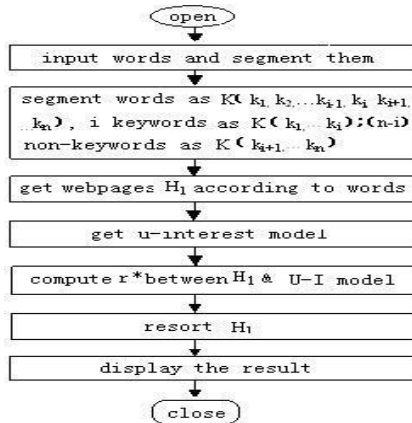 open
input words and segment them
segment words as K(k1, k2,...ki-1, ki, ki+1,
...kn), i keywords as K(k1,...ki);(n-i)
non-keywords as K(ki+1,...kn)
get webpages H1 according to words
get u-interest model
compute r*between H1 & U-I model
resort H1
display the result
close